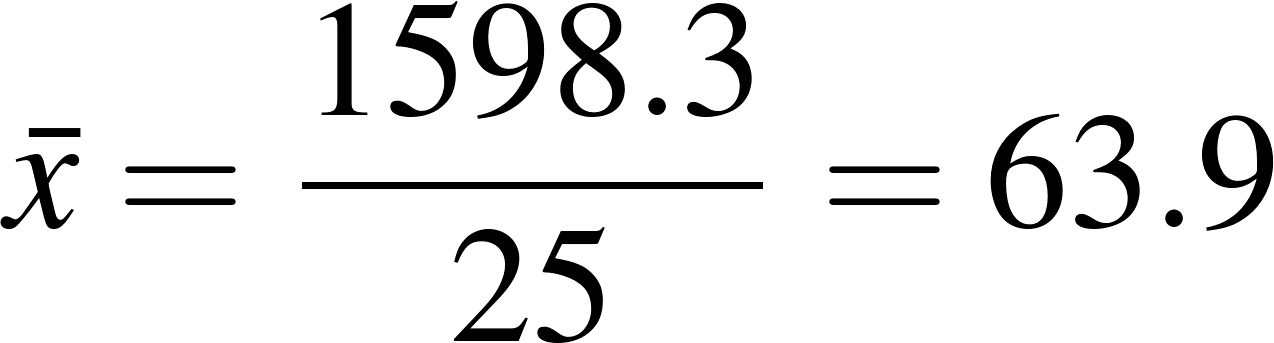 x̄ = 1598.3 / 25 = 63.9